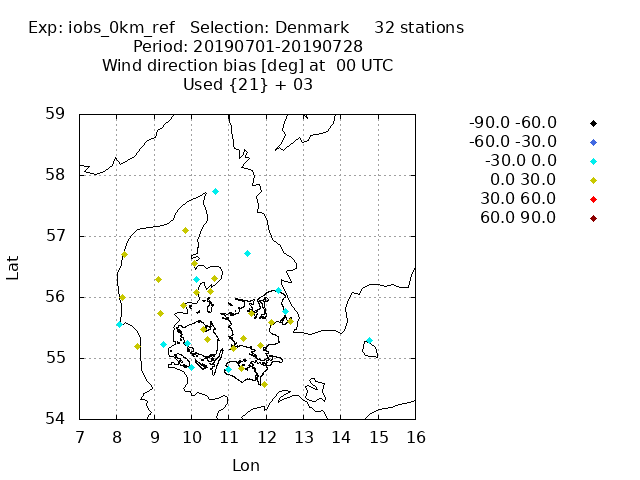 Exp: iobs_0km_ref   Selection: Denmark     32 stations
Period: 20190701-20190728
Wind direction bias [deg] at  00 UTC
Used {21} + 03
-90.0 -60.0
-60.0 -30.0
-30.0 0.0
0.0 30.0
30.0 60.0
60.0 90.0
59
58
57
56
55
54
Lat
7 8 9 10 11 12 13 14 15 16
Lon